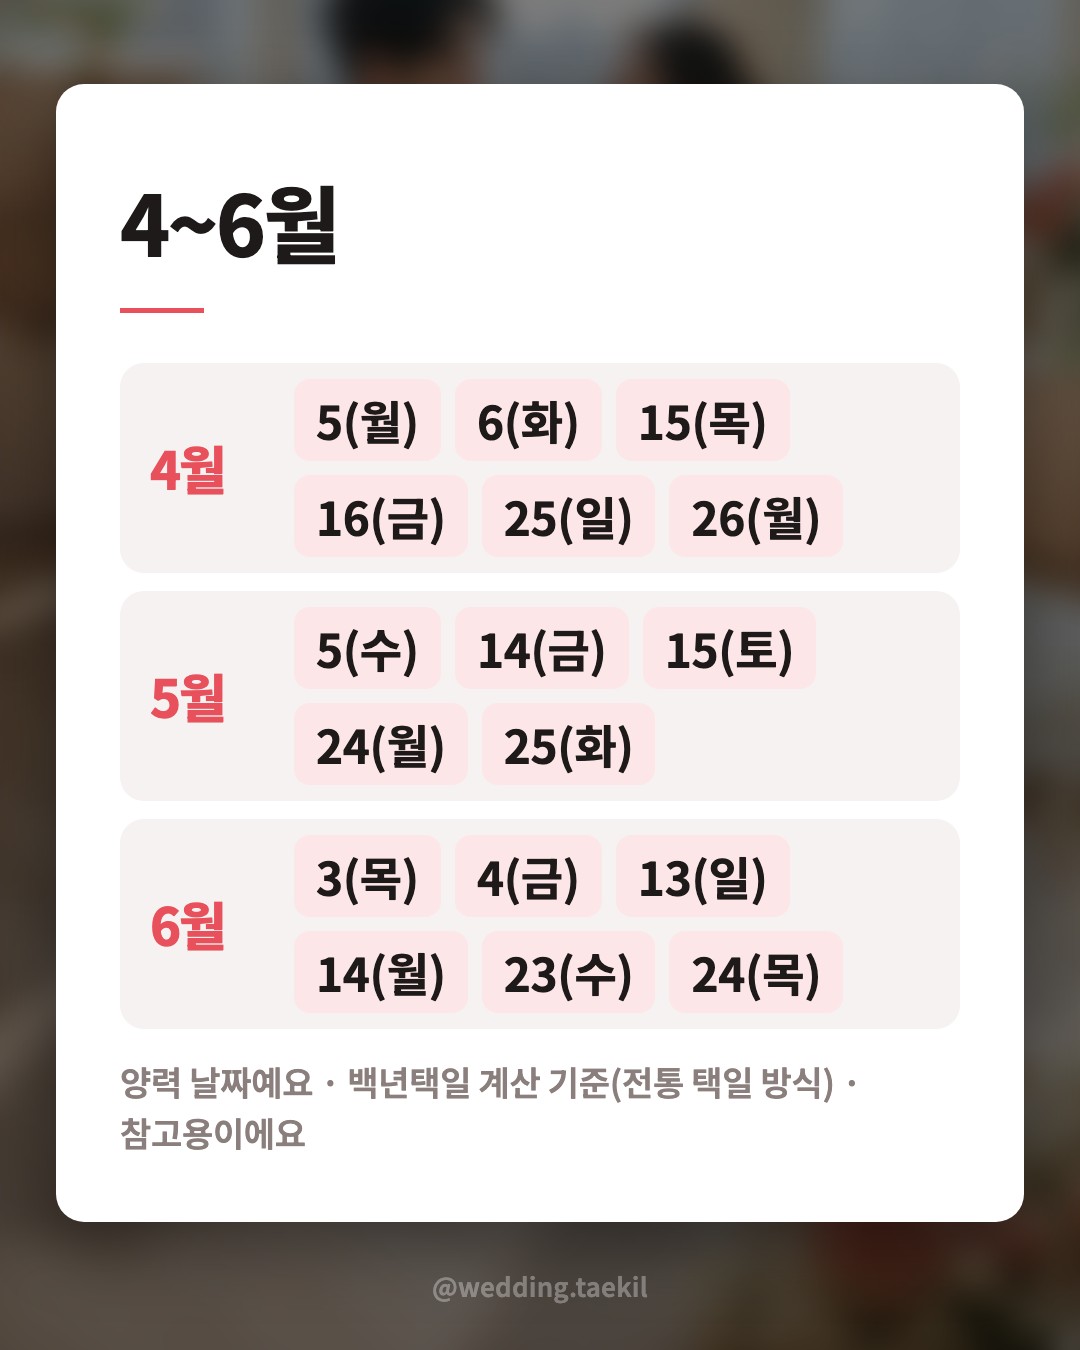 4~6월
4월
5(월) 6(화) 15(목)
16(금) 25(일) 26(월)
5월
5(수) 14(금) 15(토)
24(월) 25(화)
6월
3(목) 4(금) 13(일)
14(월) 23(수) 24(목)
양력 날짜예요 · 백년택일 계산 기준(전통 택일 방식) ·
참고용이에요
@wedding.taekil